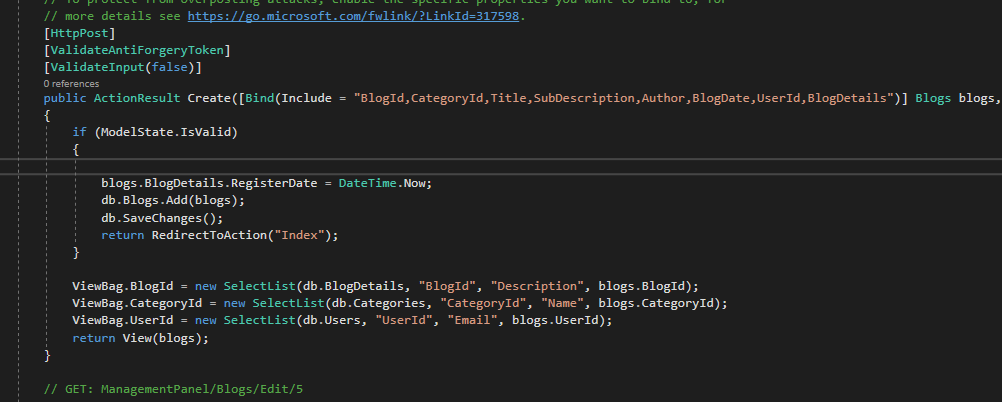 // To protect from overposting attacks, enable the specific properties you want to bind to, for
// more details see https://go.microsoft.com/fwlink/?LinkId=317598.
[HttpPost]
[ValidateAntiForgeryToken]
[ValidateInput(false)]
0 references
public ActionResult Create([Bind(Include = "BlogId,CategoryId,Title,SubDescription,Author,BlogDate,UserId,BlogDetails")] Blogs blogs,
{
if (ModelState.IsValid)
{
blogs.BlogDetails.RegisterDate = DateTime.Now;
db.Blogs.Add(blogs);
db.SaveChanges();
return RedirectToAction("Index");
}
ViewBag.BlogId = new SelectList(db.BlogDetails, "BlogId", "Description", blogs.BlogId);
ViewBag.CategoryId = new SelectList(db.Categories, "CategoryId", "Name", blogs.CategoryId);
ViewBag.UserId = new SelectList(db.Users, "UserId", "Email", blogs.UserId);
return View(blogs);
}
// GET: ManagementPanel/Blogs/Edit/5